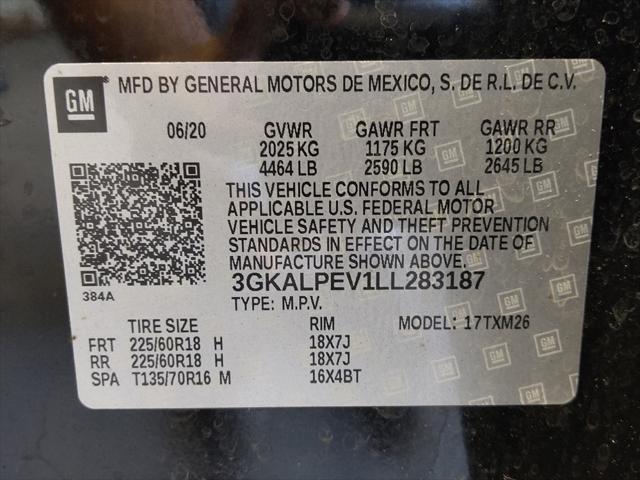 GM MFD BY GENERAL MOTORS DE MEXICO, S. DE R.L. DE C.V.
06/20 GVWR GAWR FRT GAWR RR
2025 KG 1175 KG 1200 KG
4464 LB 2590 LB 2645 LB
THIS VEHICLE CONFORMS TO ALL
APPLICABLE U.S. FEDERAL MOTOR
VEHICLE SAFETY AND THEFT PREVENTION
STANDARDS IN EFFECT ON THE DATE OF
MANUFACTURE SHOWN ABOVE.
384A 3GKALPEV1LL283187
TYPE: M.P.V.
TIRE SIZE RIM MODEL: 17TXM26
FRT 225/60R18 H 18X7J
RR 225/60R18 H 18X7J
SPA T135/70R16 M 16X4BT